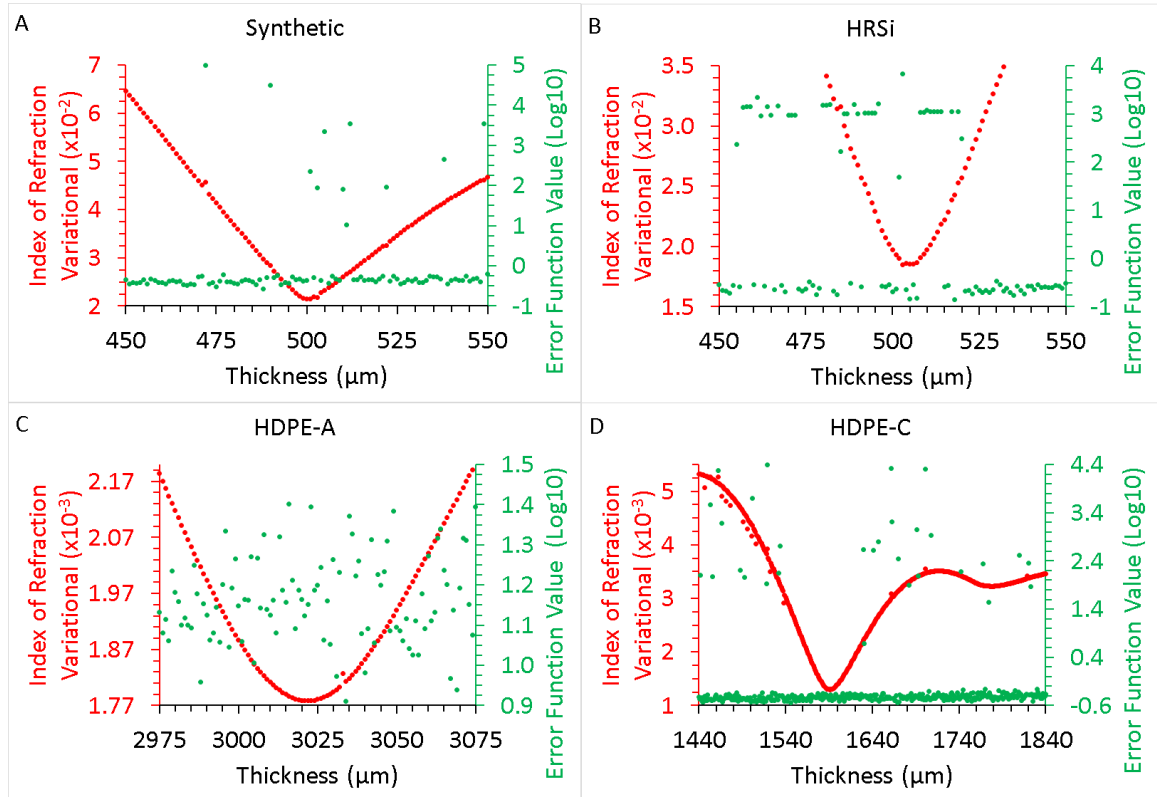 A
Synthetic
Index of Refraction
Variational (x10⁻²)
7
6
5
4
3
2
5
4
3
2
1
0
-1
Error Function Value (Log10)
450 475 500 525 550
Thickness (µm)
B
HRSi
Index of Refraction
Variational (x10⁻²)
3.5
3.0
2.5
2.0
1.5
4
3
2
1
0
-1
Error Function Value (Log10)
450 475 500 525 550
Thickness (µm)
C
HDPE-A
Index of Refraction
Variational (x10⁻³)
2.17
2.07
1.97
1.87
1.77
1.5
1.4
1.3
1.2
1.1
1.0
0.9
Error Function Value (Log10)
2975 3000 3025 3050 3075
Thickness (µm)
D
HDPE-C
Index of Refraction
Variational (x10⁻³)
5
4
3
2
1
4.4
3.4
2.4
1.4
0.4
-0.6
Error Function Value (Log10)
1440 1540 1640 1740 1840
Thickness (µm)